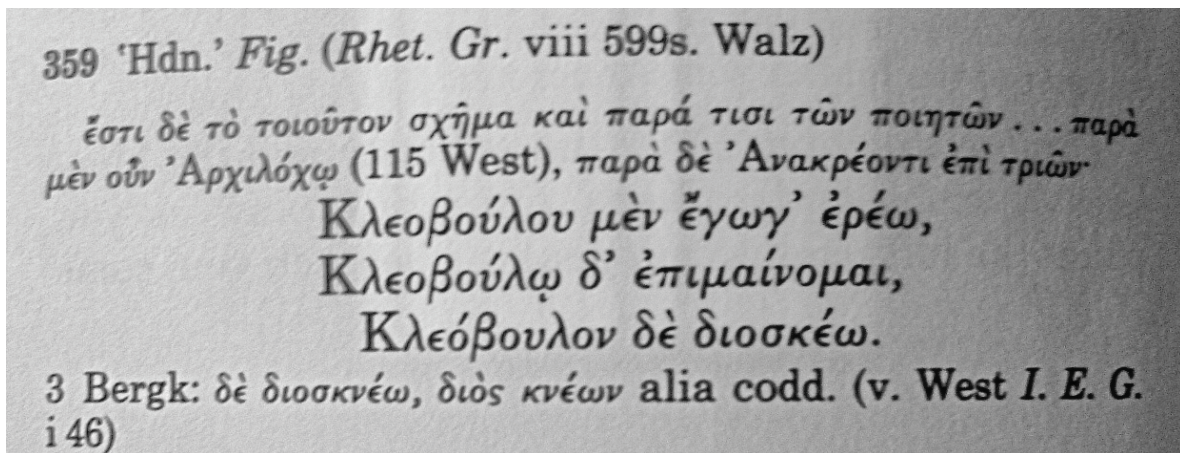 359 ‘Hdn.’ Fig. (Rhet. Gr. viii 599s. Walz)
ἔστι δὲ τὸ τοιοῦτον σχῆμα καὶ παρά τισι τῶν ποιητῶν . . . παρὰ
μὲν οὖν Ἀρχιλόχῳ (115 West), παρὰ δὲ Ἀνακρέοντι ἐπὶ τριῶν·
Κλεοβούλου μὲν ἔγωγ’ ἐρέω,
Κλεοβούλῳ δ’ ἐπιμαίνομαι,
Κλεόβουλον δὲ διοσκέω.
3 Bergk: δὲ διοσκνέω, διὸς κνέων alia codd. (v. West I. E. G.
i 46)